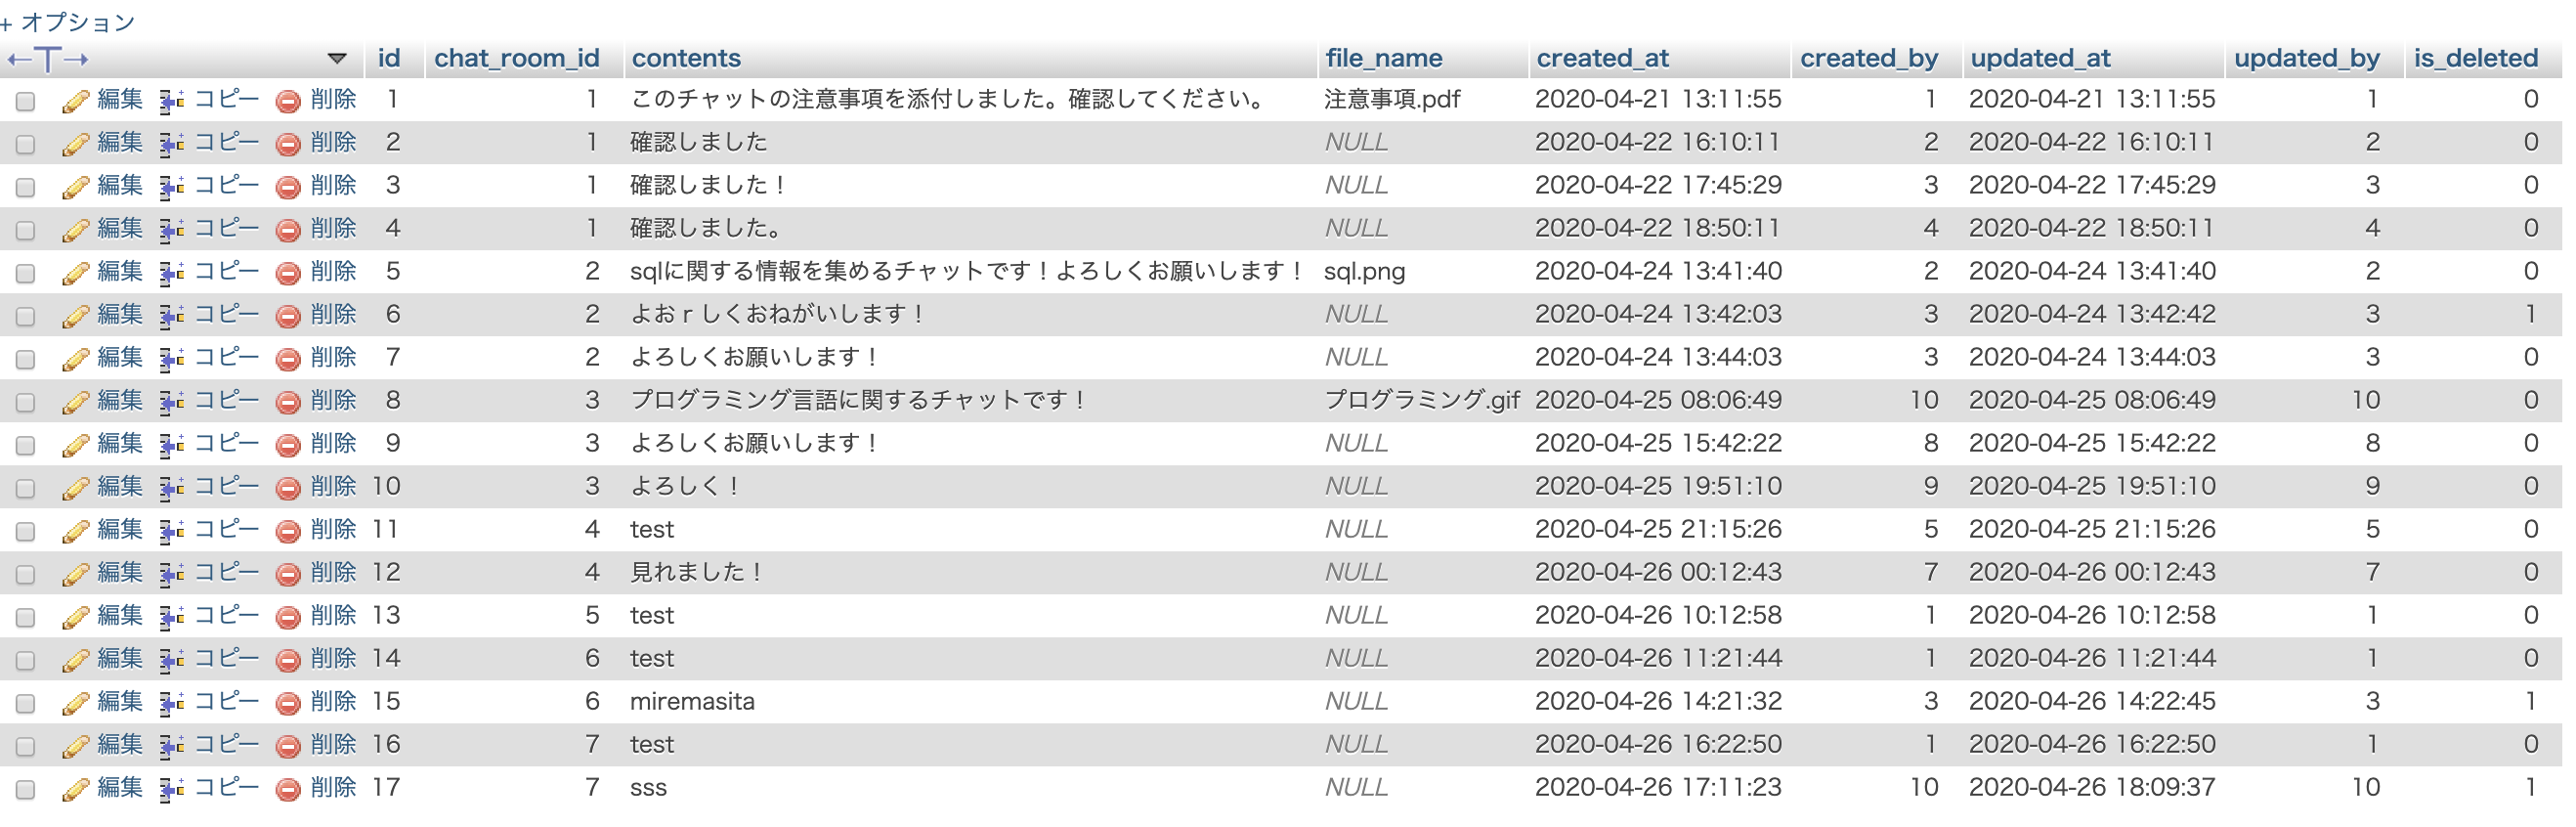 + オプション
←T→ ▼ id chat_room_id contents file_name created_at created_by updated_at updated_by is_deleted
編集 コピー 削除 1 1 このチャットの注意事項を添付しました。確認してください。 注意事項.pdf 2020-04-21 13:11:55 1 2020-04-21 13:11:55 1 0
編集 コピー 削除 2 1 確認しました NULL 2020-04-22 16:10:11 2 2020-04-22 16:10:11 2 0
編集 コピー 削除 3 1 確認しました！ NULL 2020-04-22 17:45:29 3 2020-04-22 17:45:29 3 0
編集 コピー 削除 4 1 確認しました。 NULL 2020-04-22 18:50:11 4 2020-04-22 18:50:11 4 0
編集 コピー 削除 5 2 sqlに関する情報を集めるチャットです！よろしくお願いします！ sql.png 2020-04-24 13:41:40 2 2020-04-24 13:41:40 2 0
編集 コピー 削除 6 2 よおｒしくおねがいします！ NULL 2020-04-24 13:42:03 3 2020-04-24 13:42:42 3 1
編集 コピー 削除 7 2 よろしくお願いします！ NULL 2020-04-24 13:44:03 3 2020-04-24 13:44:03 3 0
編集 コピー 削除 8 3 プログラミング言語に関するチャットです！ プログラミング.gif 2020-04-25 08:06:49 10 2020-04-25 08:06:49 10 0
編集 コピー 削除 9 3 よろしくお願いします！ NULL 2020-04-25 15:42:22 8 2020-04-25 15:42:22 8 0
編集 コピー 削除 10 3 よろしく！ NULL 2020-04-25 19:51:10 9 2020-04-25 19:51:10 9 0
編集 コピー 削除 11 4 test NULL 2020-04-25 21:15:26 5 2020-04-25 21:15:26 5 0
編集 コピー 削除 12 4 見れました！ NULL 2020-04-26 00:12:43 7 2020-04-26 00:12:43 7 0
編集 コピー 削除 13 5 test NULL 2020-04-26 10:12:58 1 2020-04-26 10:12:58 1 0
編集 コピー 削除 14 6 test NULL 2020-04-26 11:21:44 1 2020-04-26 11:21:44 1 0
編集 コピー 削除 15 6 miremasita NULL 2020-04-26 14:21:32 3 2020-04-26 14:22:45 3 1
編集 コピー 削除 16 7 test NULL 2020-04-26 16:22:50 1 2020-04-26 16:22:50 1 0
編集 コピー 削除 17 7 sss NULL 2020-04-26 17:11:23 10 2020-04-26 18:09:37 10 1